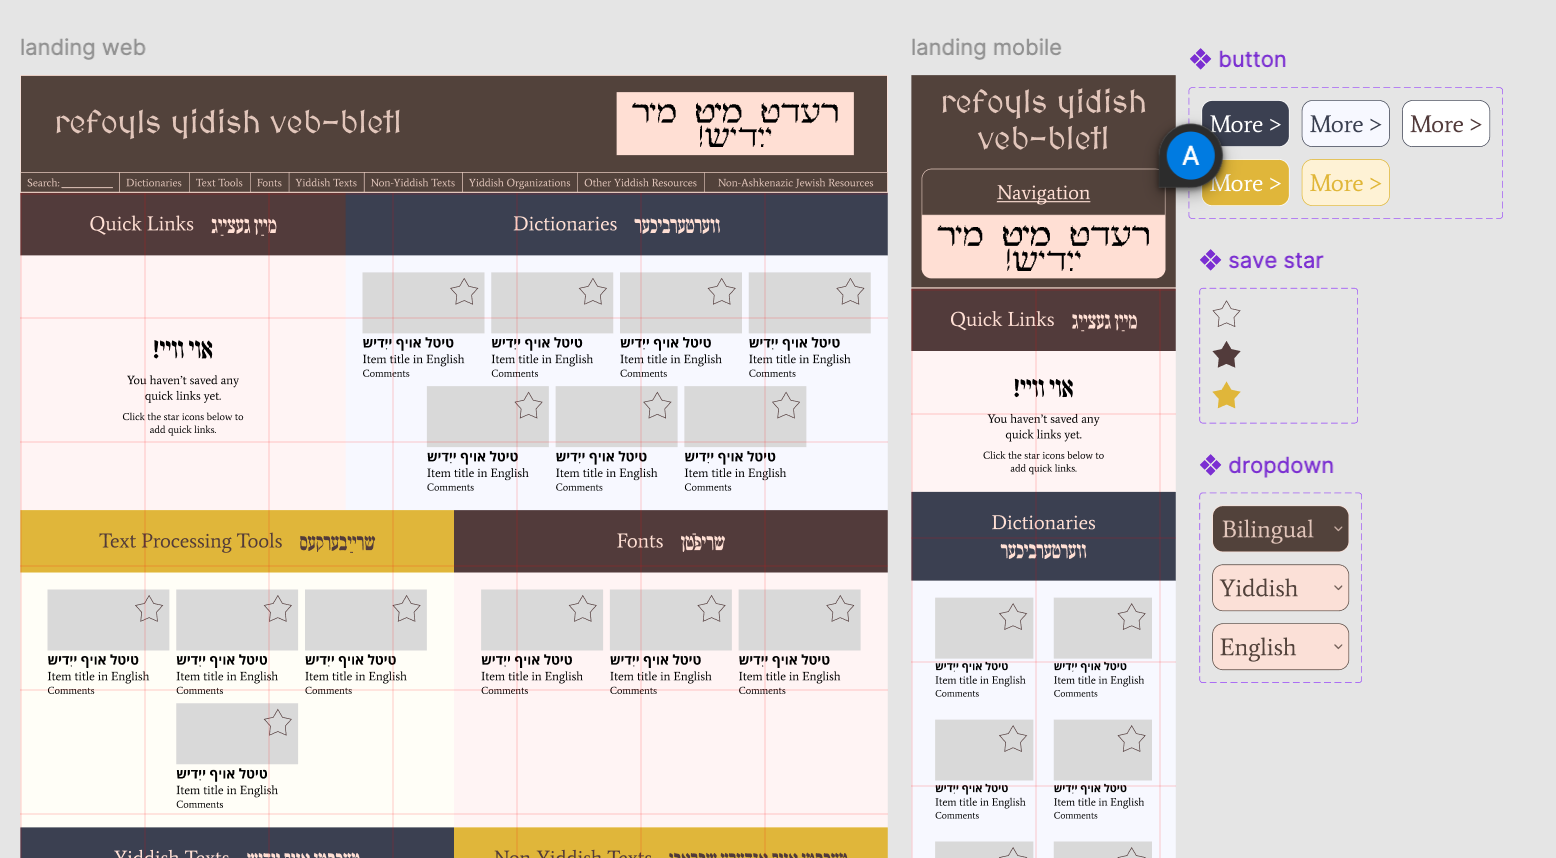 landing web
refoyls yidish veb-bletl
רעדט מיט מיר
ייִדיש!
Search:
Dictionaries
Text Tools
Fonts
Yiddish Texts
Non-Yiddish Texts
Yiddish Organizations
Other Yiddish Resources
Non-Ashkenazic Jewish Resources
Quick Links מײַן געצײַג
Dictionaries ווערטערביכער
אוי וויי!
You haven't saved any
quick links yet.
Click the star icons below to
add quick links.
טיטל אויף ייִדיש
Item title in English
Comments
טיטל אויף ייִדיש
Item title in English
Comments
טיטל אויף ייִדיש
Item title in English
Comments
טיטל אויף ייִדיש
Item title in English
Comments
טיטל אויף ייִדיש
Item title in English
Comments
טיטל אויף ייִדיש
Item title in English
Comments
טיטל אויף ייִדיש
Item title in English
Comments
Text Processing Tools שרײַבערקעס
Fonts שריפֿטן
טיטל אויף ייִדיש
Item title in English
Comments
טיטל אויף ייִדיש
Item title in English
Comments
טיטל אויף ייִדיש
Item title in English
Comments
טיטל אויף ייִדיש
Item title in English
Comments
טיטל אויף ייִדיש
Item title in English
Comments
טיטל אויף ייִדיש
Item title in English
Comments
טיטל אויף ייִדיש
Item title in English
Comments
Yiddish Texts
Non-Yiddish Texts
landing mobile
refoyls yidish
veb-bletl
Navigation
רעדט מיט מיר
ייִדיש!
Quick Links מײַן געצײַג
אוי וויי!
You haven't saved any
quick links yet.
Click the star icons below to
add quick links.
Dictionaries
ווערטערביכער
טיטל אויף ייִדיש
Item title in English
Comments
טיטל אויף ייִדיש
Item title in English
Comments
טיטל אויף ייִדיש
Item title in English
Comments
טיטל אויף ייִדיש
Item title in English
Comments
button
A
More >
More >
More >
More >
More >
save star
dropdown
Bilingual
Yiddish
English